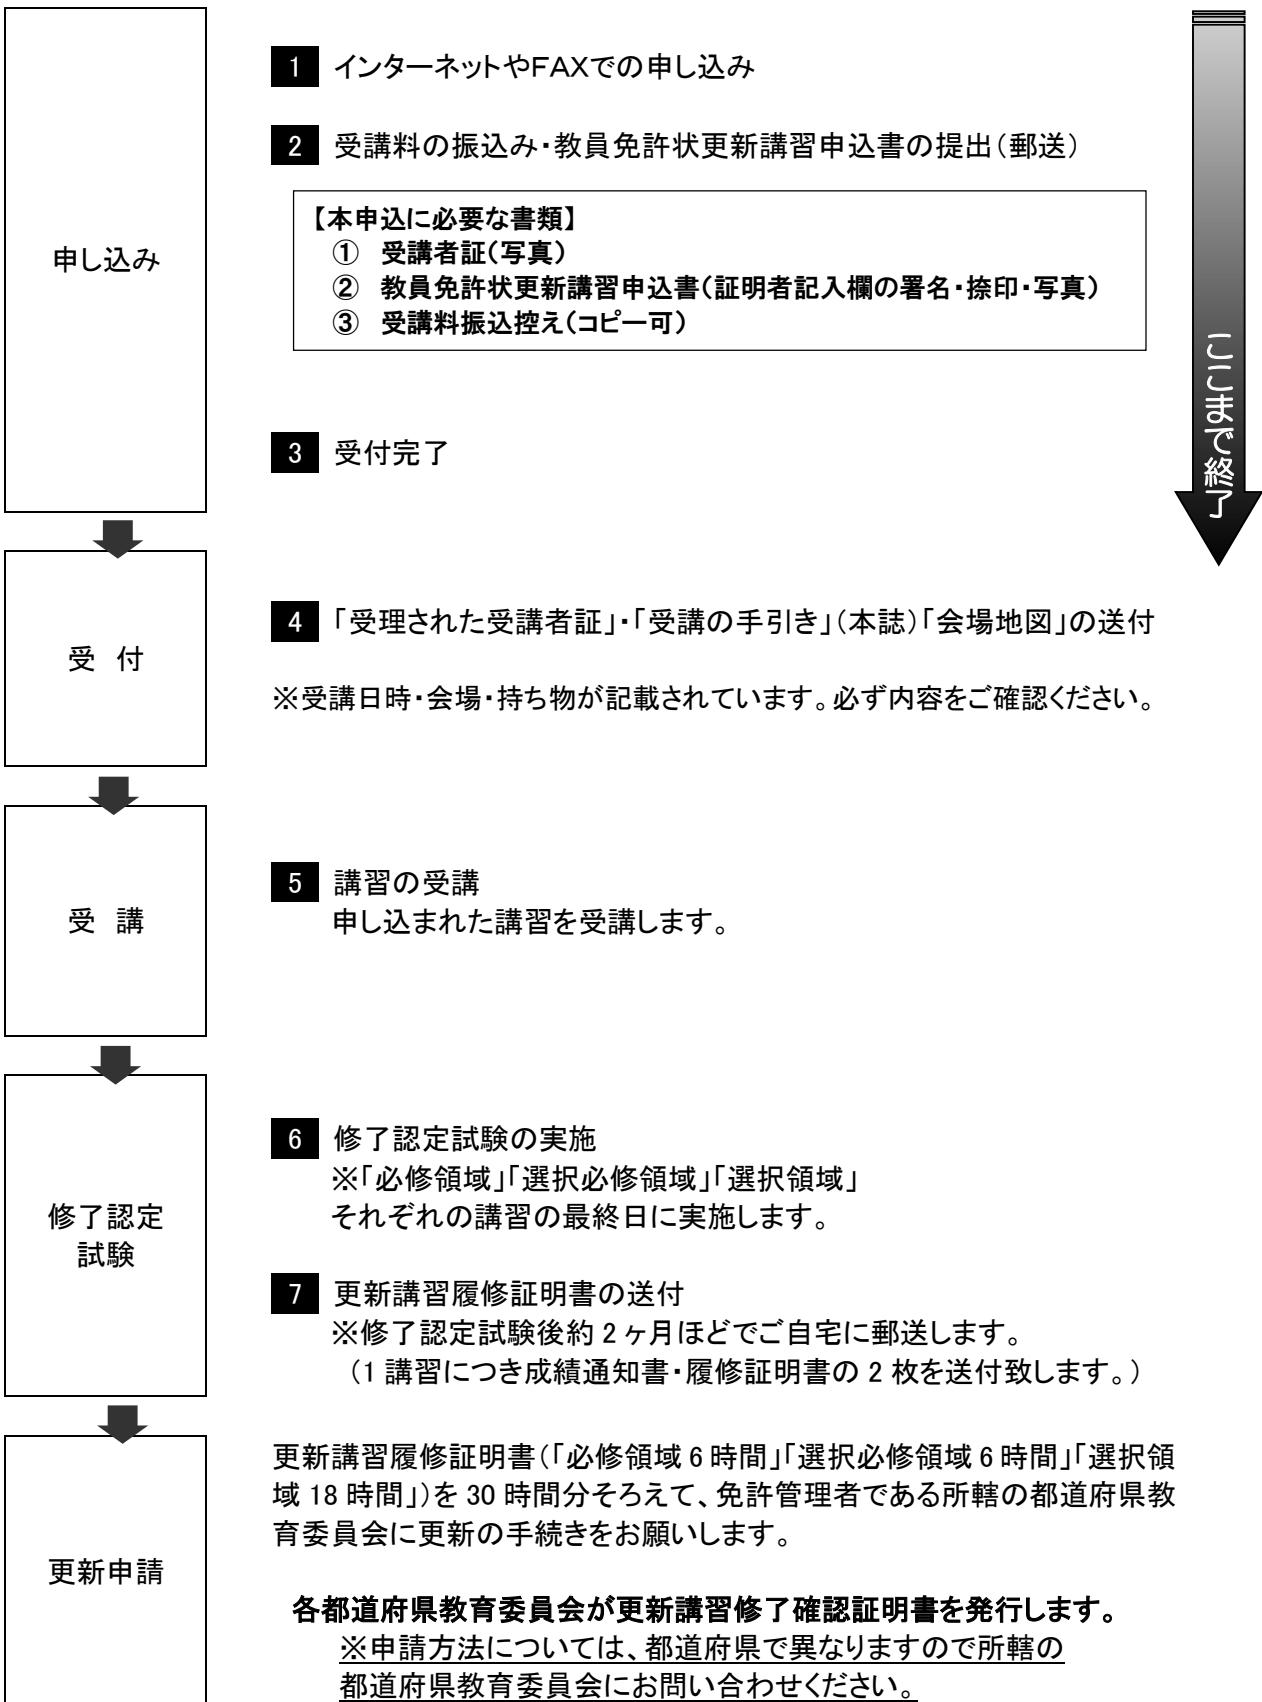 申し込み
1 インターネットやFAXでの申し込み
2 受講料の振込み・教員免許状更新講習申込書の提出（郵送）
【本申込に必要な書類】
① 受講者証（写真）
② 教員免許状更新講習申込書（証明者記入欄の署名・捺印・写真）
③ 受講料振込控え（コピー可）
3 受付完了
ここまで終了
受 付
4 「受理された受講者証」・「受講の手引き」（本誌）「会場地図」の送付
※受講日時・会場・持ち物が記載されています。必ず内容をご確認ください。
受 講
5 講習の受講
申し込まれた講習を受講します。
修了認定
試験
6 修了認定試験の実施
※「必修領域」「選択必修領域」「選択領域」
それぞれの講習の最終日に実施します。
7 更新講習履修証明書の送付
※修了認定試験後約 2 ヶ月ほどでご自宅に郵送します。
（1 講習につき成績通知書・履修証明書の 2 枚を送付致します。）
更新申請
更新講習履修証明書（「必修領域 6 時間」「選択必修領域 6 時間」「選択領
域 18 時間」）を 30 時間分そろえて、免許管理者である所轄の都道府県教
育委員会に更新の手続きをお願いします。
各都道府県教育委員会が更新講習修了確認証明書を発行します。
※申請方法については、都道府県で異なりますので所轄の
都道府県教育委員会にお問い合わせください。